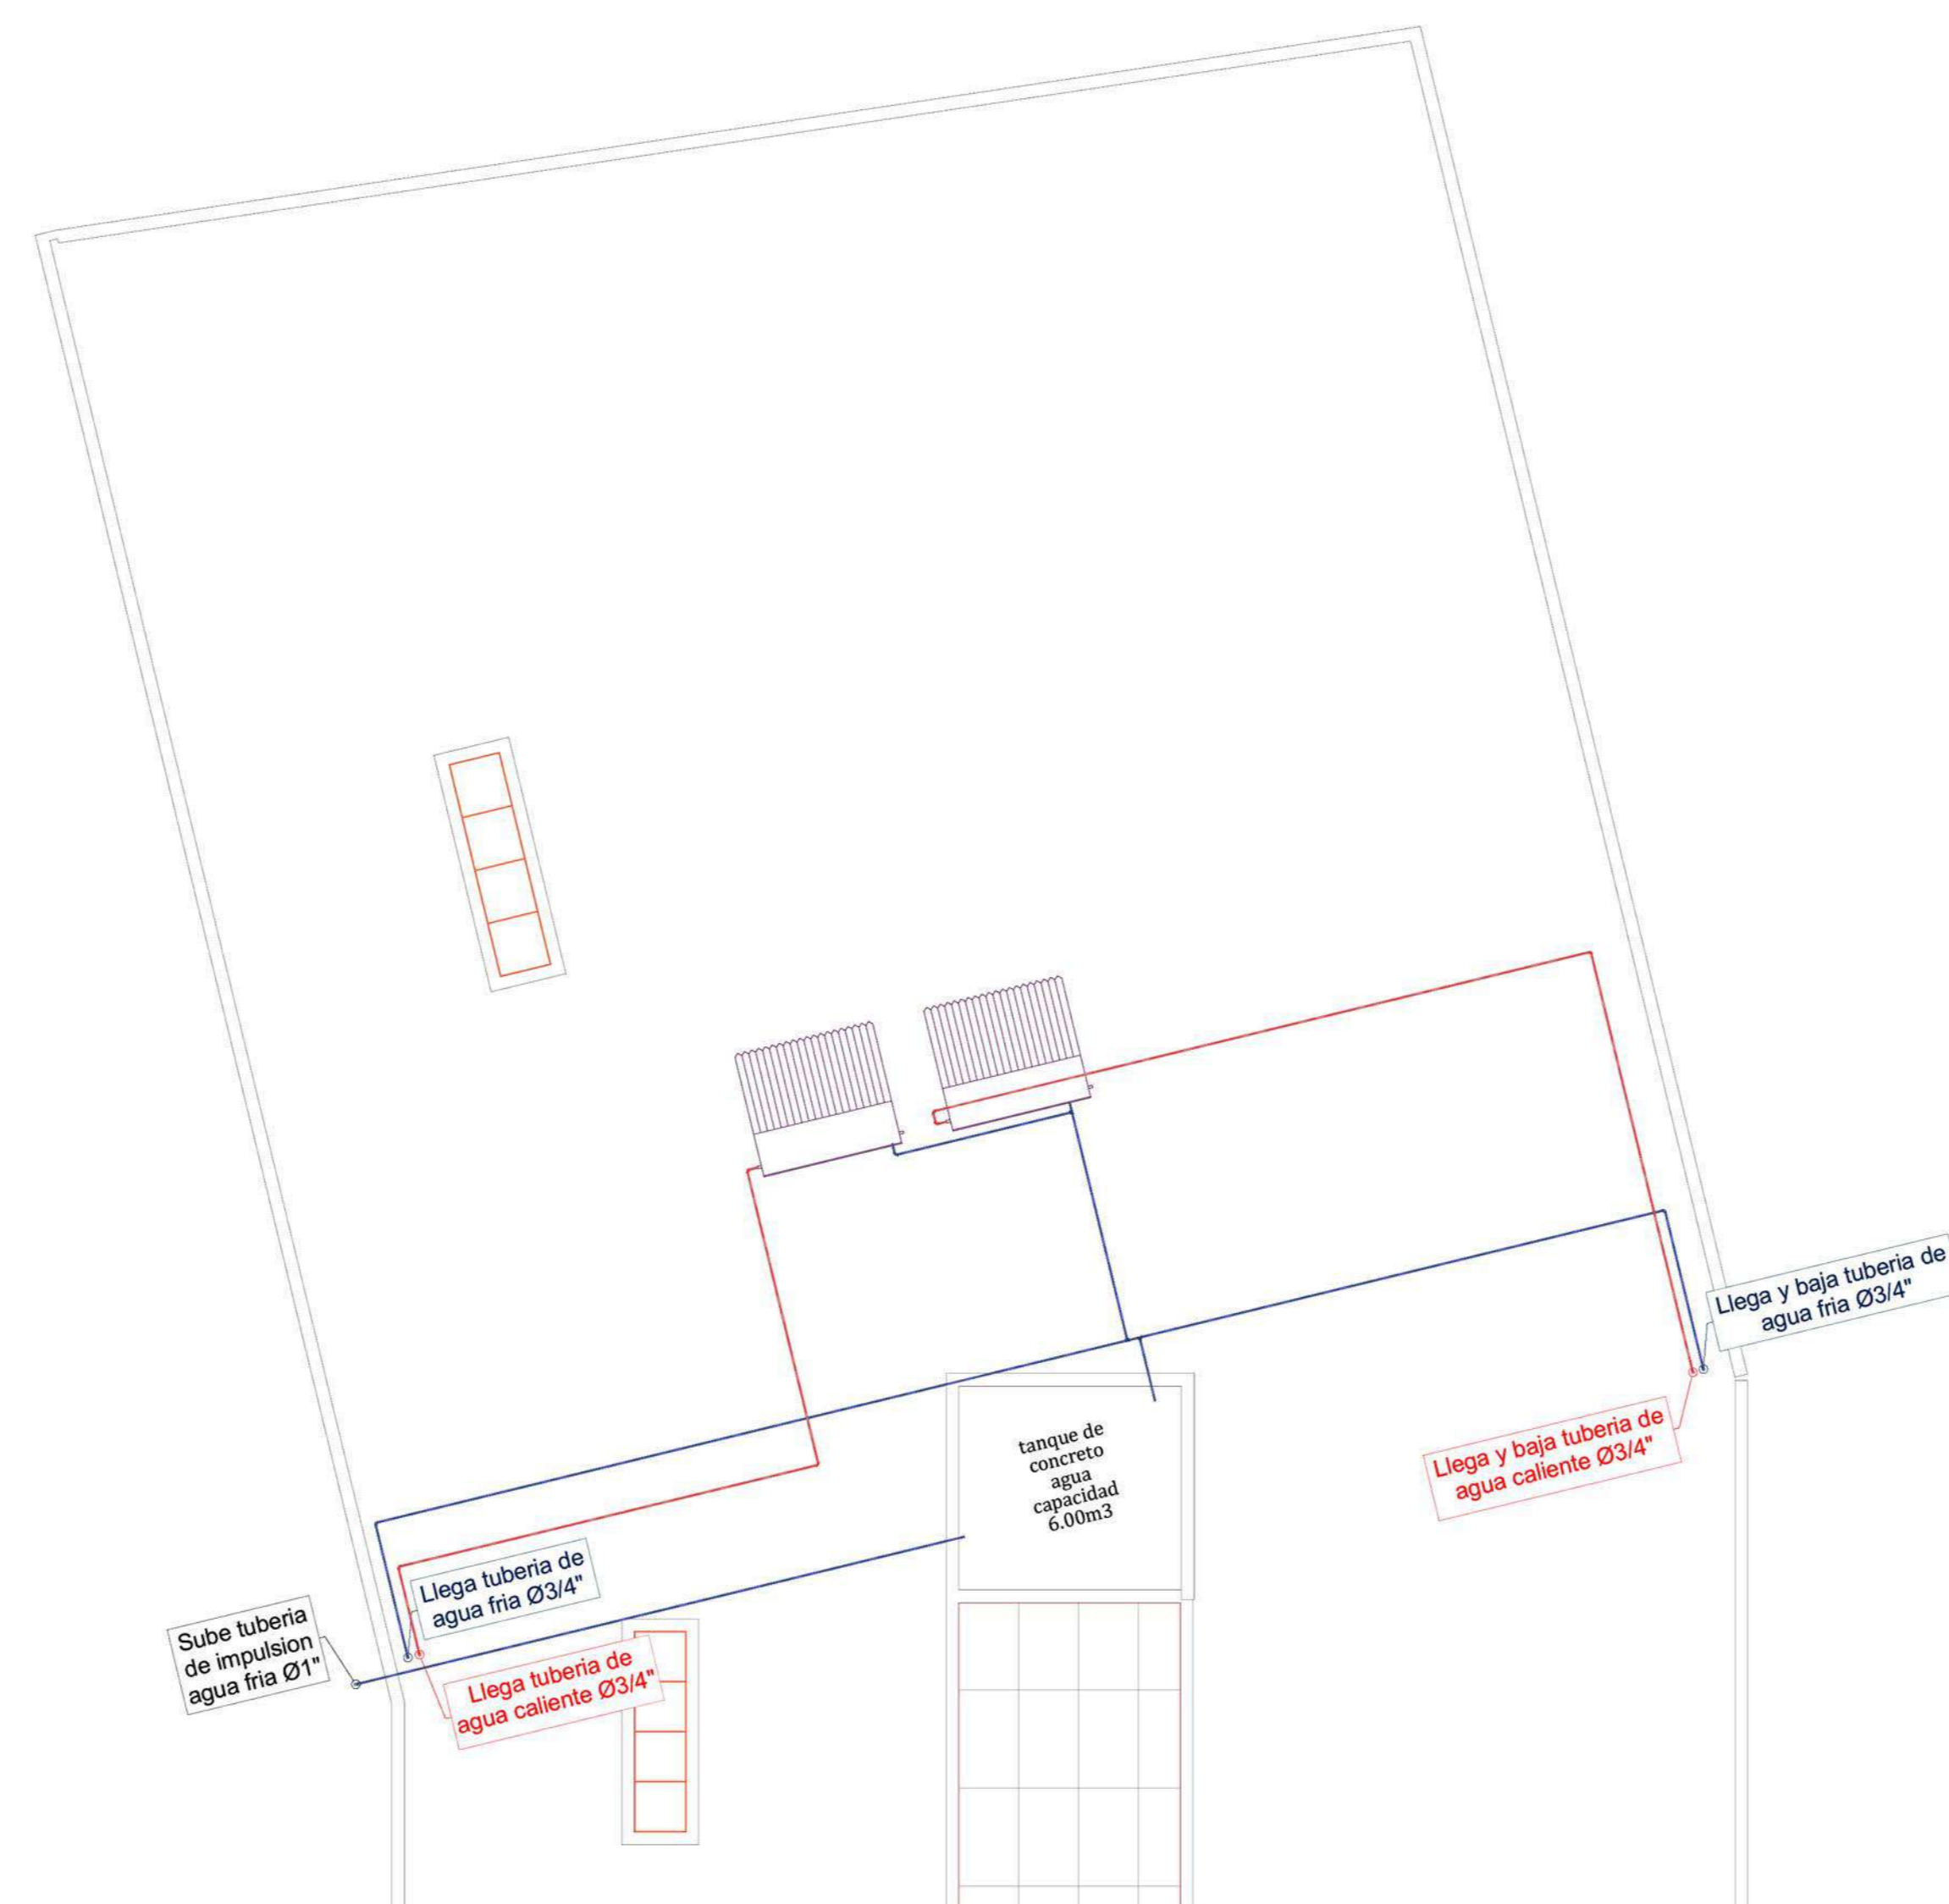 Llega y baja tuberia de
agua fria Ø3/4"
Llega y baja tuberia de
agua caliente Ø3/4"
tanque de
concreto
agua
capacidad
6.00m3
Llega tuberia de
agua fria Ø3/4"
Sube tuberia
de impulsion
agua fria Ø1"
Llega tuberia de
agua caliente Ø3/4"